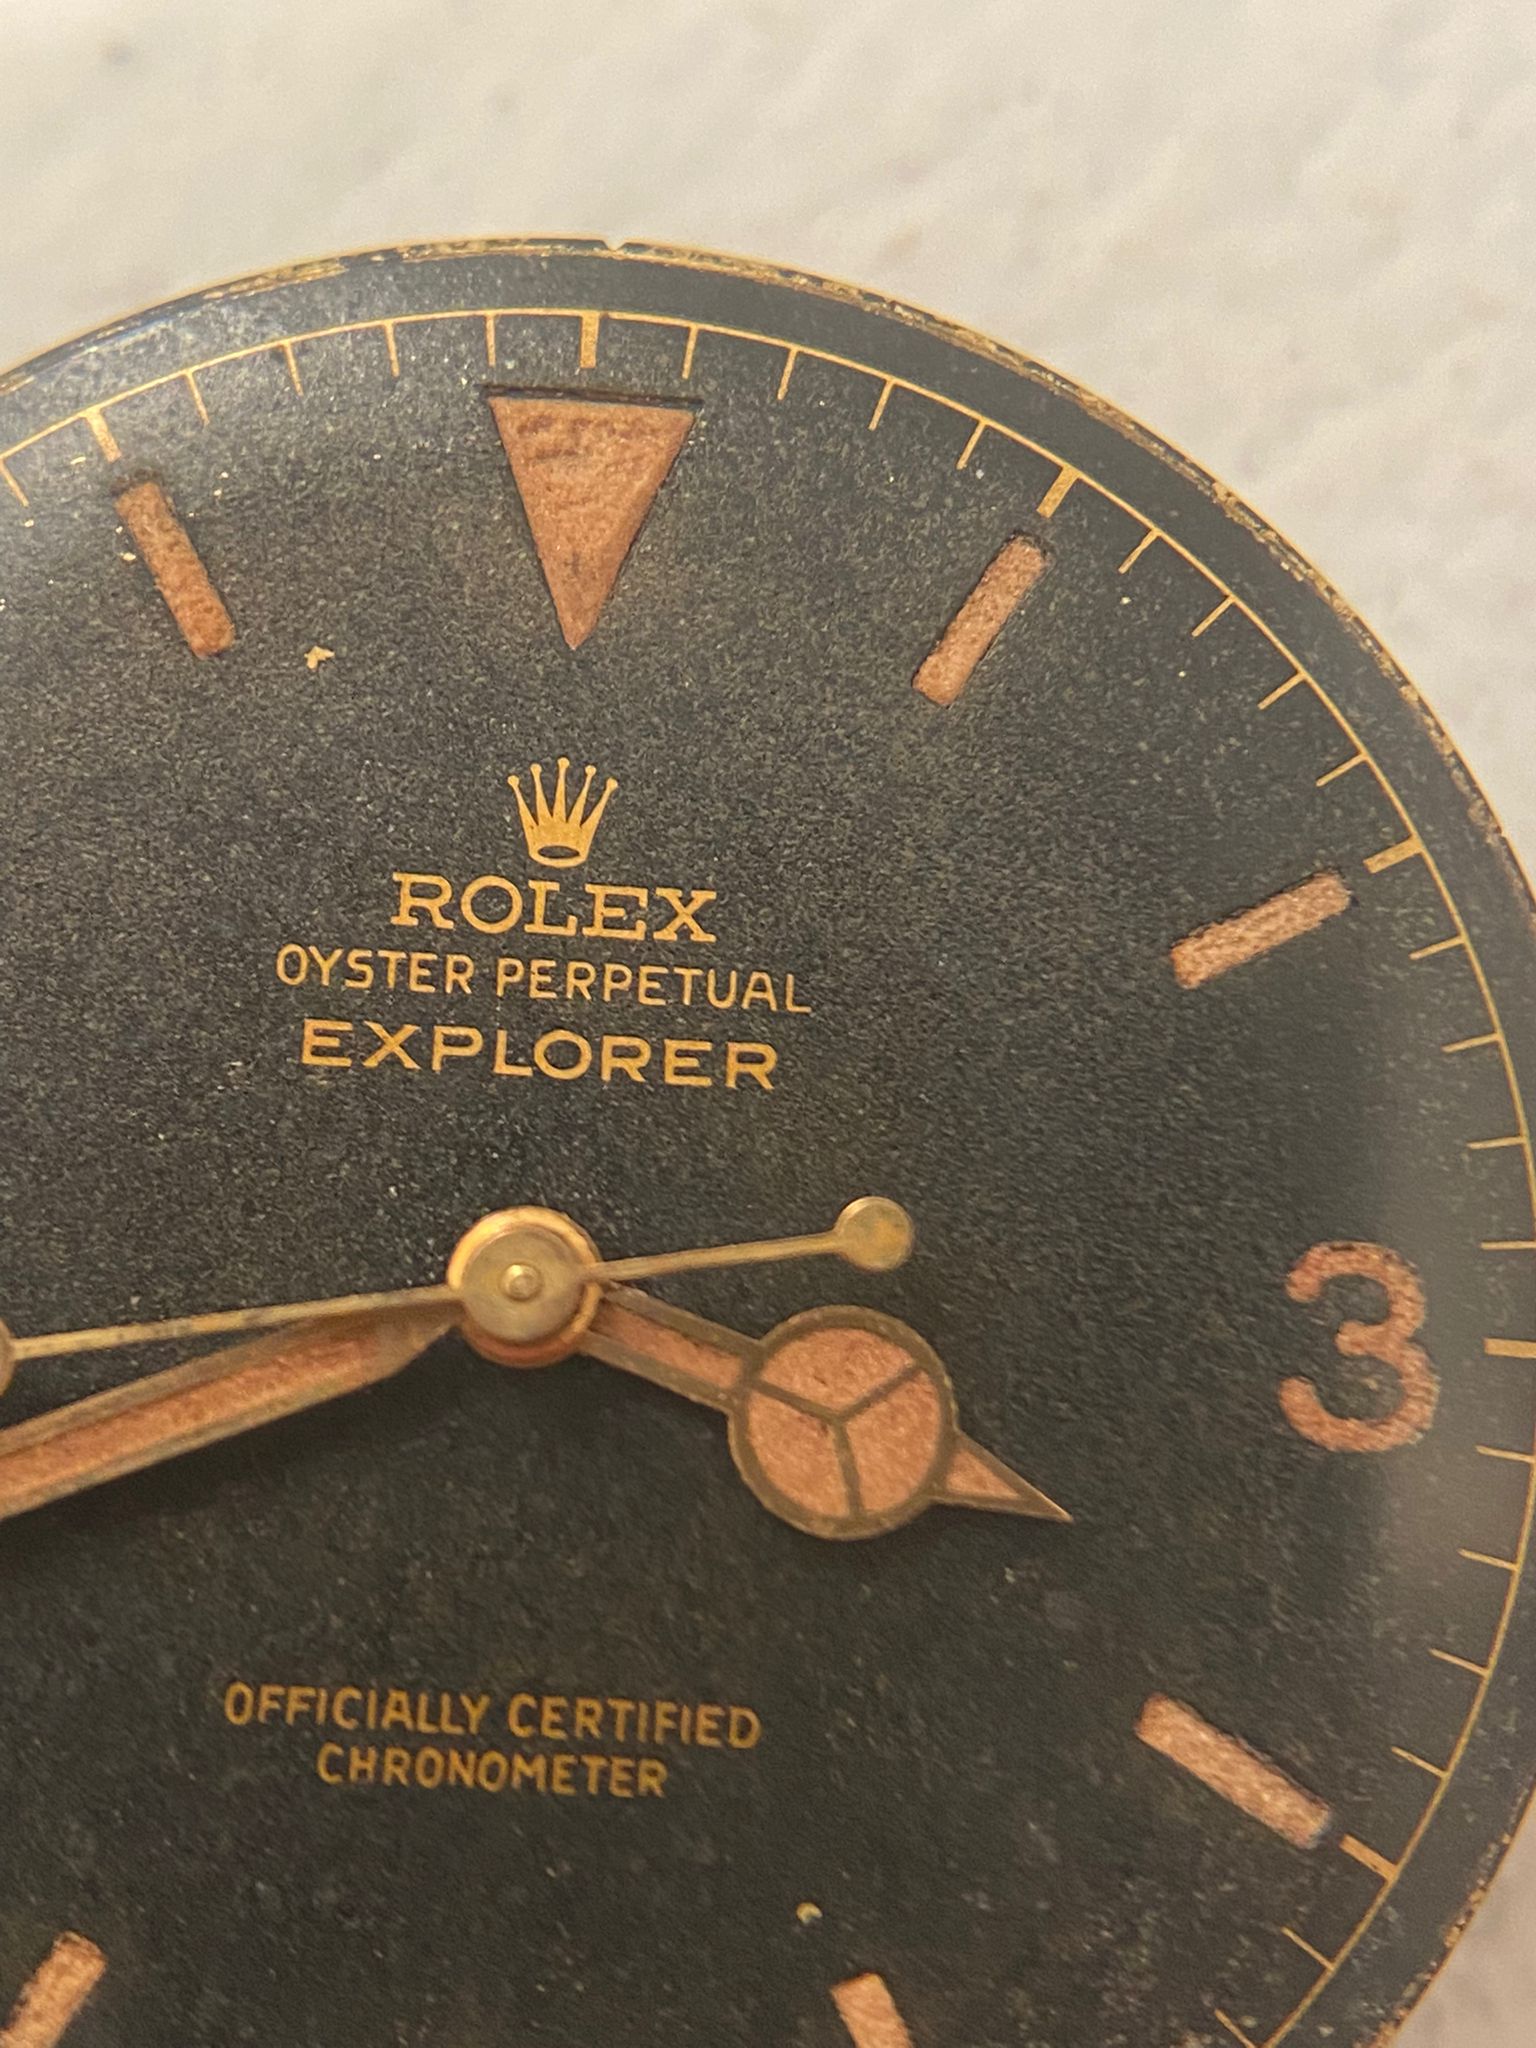 ROLEX
OYSTER PERPETUAL
EXPLORER
3
OFFICIALLY CERTIFIED
CHRONOMETER